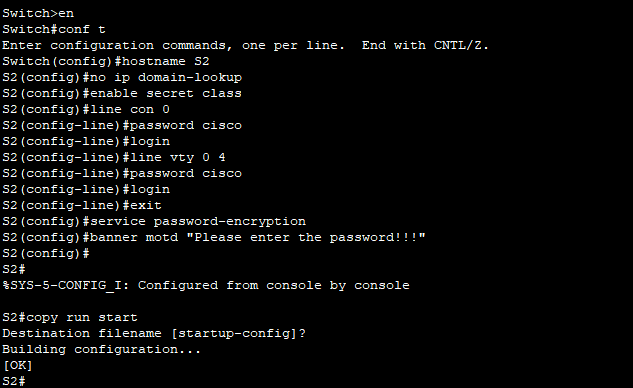 Switch>en
Switch#conf t
Enter configuration commands, one per line.  End with CNTL/Z.
Switch(config)#hostname S2
S2(config)#no ip domain-lookup
S2(config)#enable secret class
S2(config)#line con 0
S2(config-line)#password cisco
S2(config-line)#login
S2(config-line)#line vty 0 4
S2(config-line)#password cisco
S2(config-line)#login
S2(config-line)#exit
S2(config)#service password-encryption
S2(config)#banner motd "Please enter the password!!!"
S2(config)#
S2#
%SYS-5-CONFIG_I: Configured from console by console

S2#copy run start
Destination filename [startup-config]?
Building configuration...
[OK]
S2#